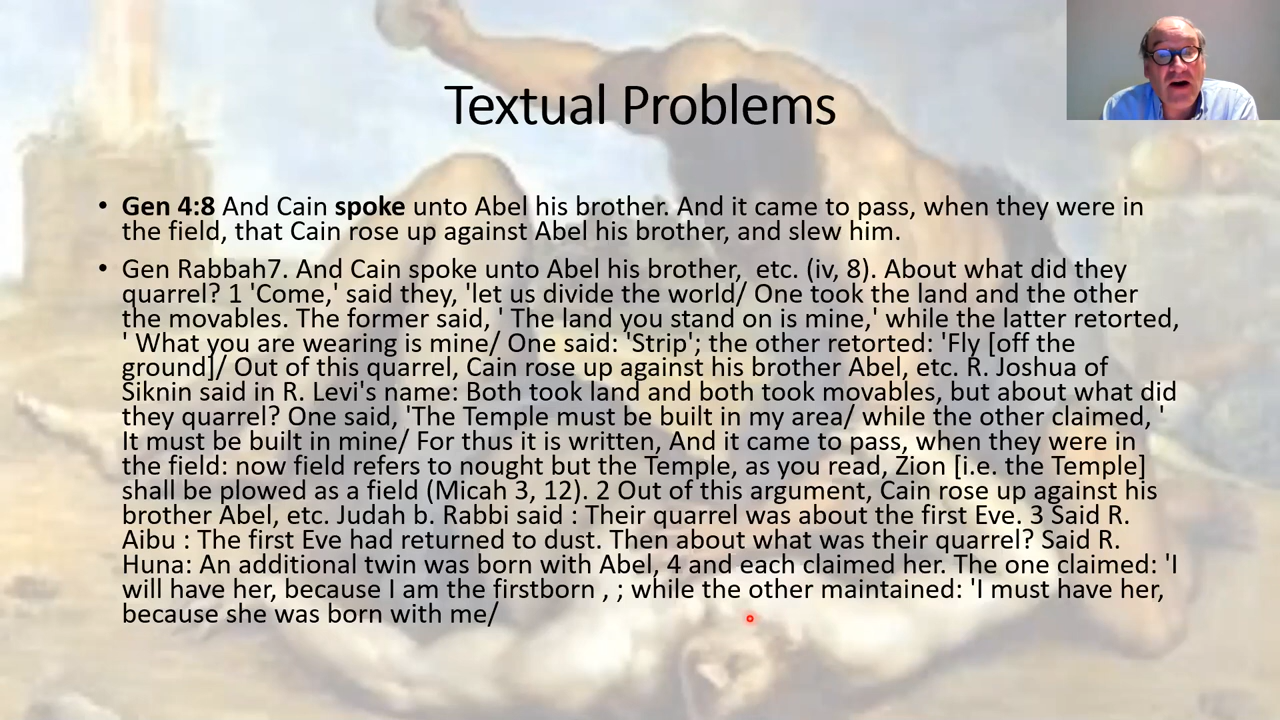 Textual Problems
• Gen 4:8 And Cain spoke unto Abel his brother. And it came to pass, when they were in
the field, that Cain rose up against Abel his brother, and slew him.
• Gen Rabbah7. And Cain spoke unto Abel his brother, etc. (iv, 8). About what did they
quarrel? 1 'Come,' said they, 'let us divide the world/ One took the land and the other
the movables. The former said, ' The land you stand on is mine,' while the latter retorted,
' What you are wearing is mine/ One said: 'Strip'; the other retorted: 'Fly [off the
ground]/ Out of this quarrel, Cain rose up against his brother Abel, etc. R. Joshua of
Siknin said in R. Levi's name: Both took land and both took movables, but about what did
they quarrel? One said, 'The Temple must be built in my area/ while the other claimed, '
It must be built in mine/ For thus it is written, And it came to pass, when they were in
the field: now field refers to nought but the Temple, as you read, Zion [i.e. the Temple]
shall be plowed as a field (Micah 3, 12). 2 Out of this argument, Cain rose up against his
brother Abel, etc. Judah b. Rabbi said : Their quarrel was about the first Eve. 3 Said R.
Aibu : The first Eve had returned to dust. Then about what was their quarrel? Said R.
Huna: An additional twin was born with Abel, 4 and each claimed her. The one claimed: 'I
will have her, because I am the firstborn , ; while the other maintained: 'I must have her,
because she was born with me/